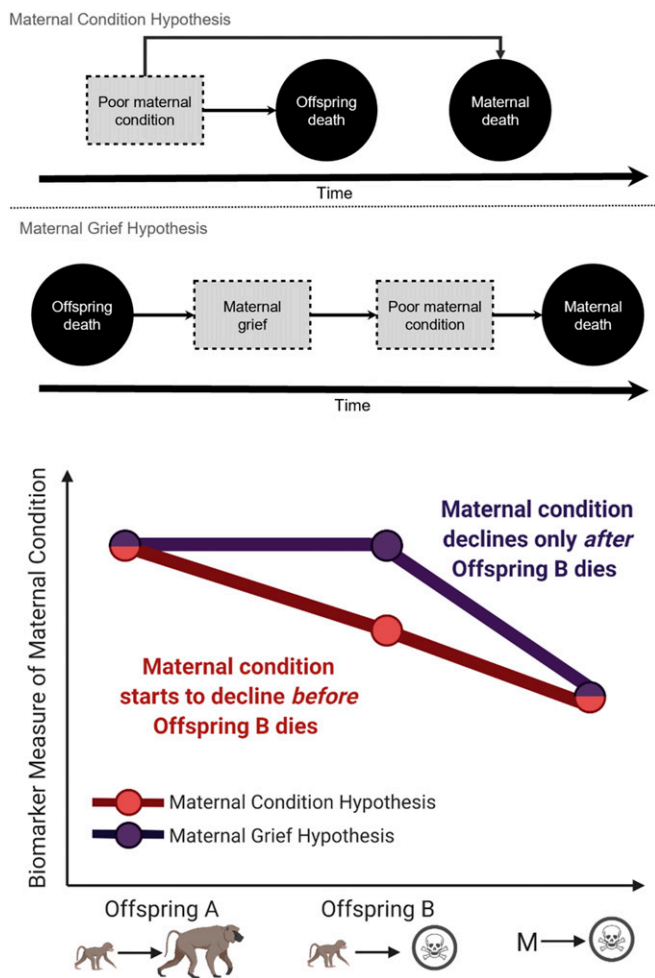 Maternal Condition Hypothesis
Poor maternal
condition
Offspring
death
Maternal
death
Time
Maternal Grief Hypothesis
Offspring
death
Maternal
grief
Poor maternal
condition
Maternal
death
Time
Biomarker Measure of Maternal Condition
Maternal condition
declines only after
Offspring B dies
Maternal condition
starts to decline before
Offspring B dies
Maternal Condition Hypothesis
Maternal Grief Hypothesis
Offspring A
Offspring B
M